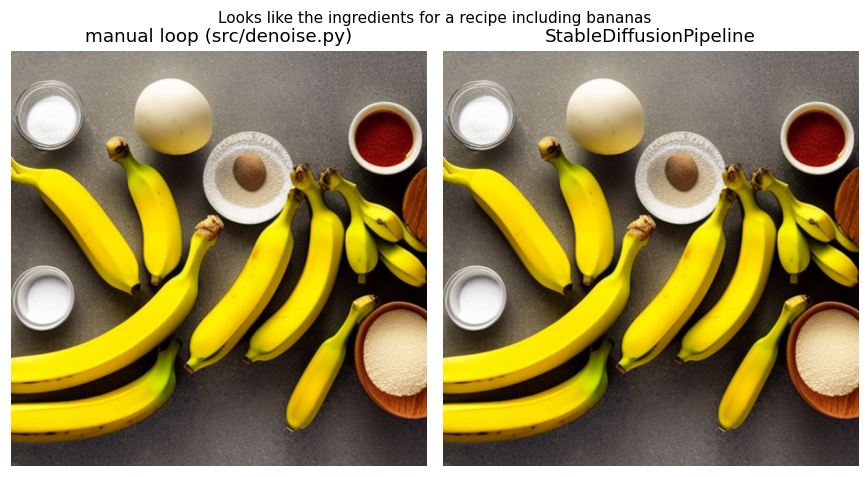 Looks like the ingredients for a recipe including bananas
manual loop (src/denoise.py)
StableDiffusionPipeline